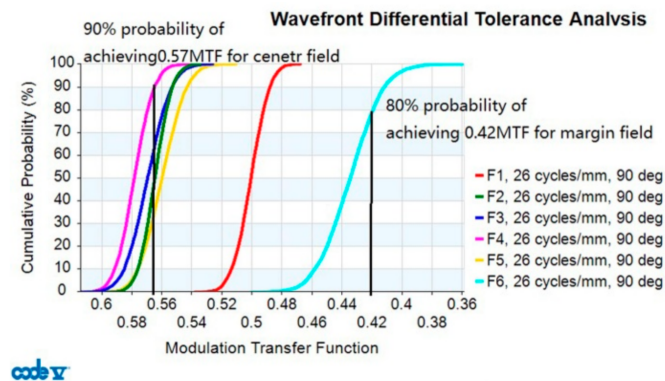 Wavefront Differential Tolerance Analysis
90% probability of
achieving0.57MTF for cenetr field
80% probability of
achieving 0.42MTF for margin field
Cumulative Probability (%)
100
90
80
70
60
50
40
30
20
10
0
0.6 0.56 0.52 0.48 0.44 0.4 0.36
0.58 0.54 0.5 0.46 0.42 0.38
Modulation Transfer Function
F1, 26 cycles/mm, 90 deg
F2, 26 cycles/mm, 90 deg
F3, 26 cycles/mm, 90 deg
F4, 26 cycles/mm, 90 deg
F5, 26 cycles/mm, 90 deg
F6, 26 cycles/mm, 90 deg
code V